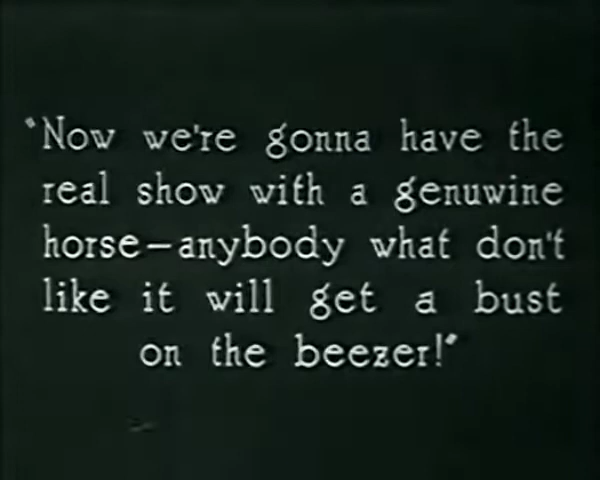 "Now we're gonna have the
real show with a genuwine
horse—anybody what don't
like it will get a bust
on the beezer!"